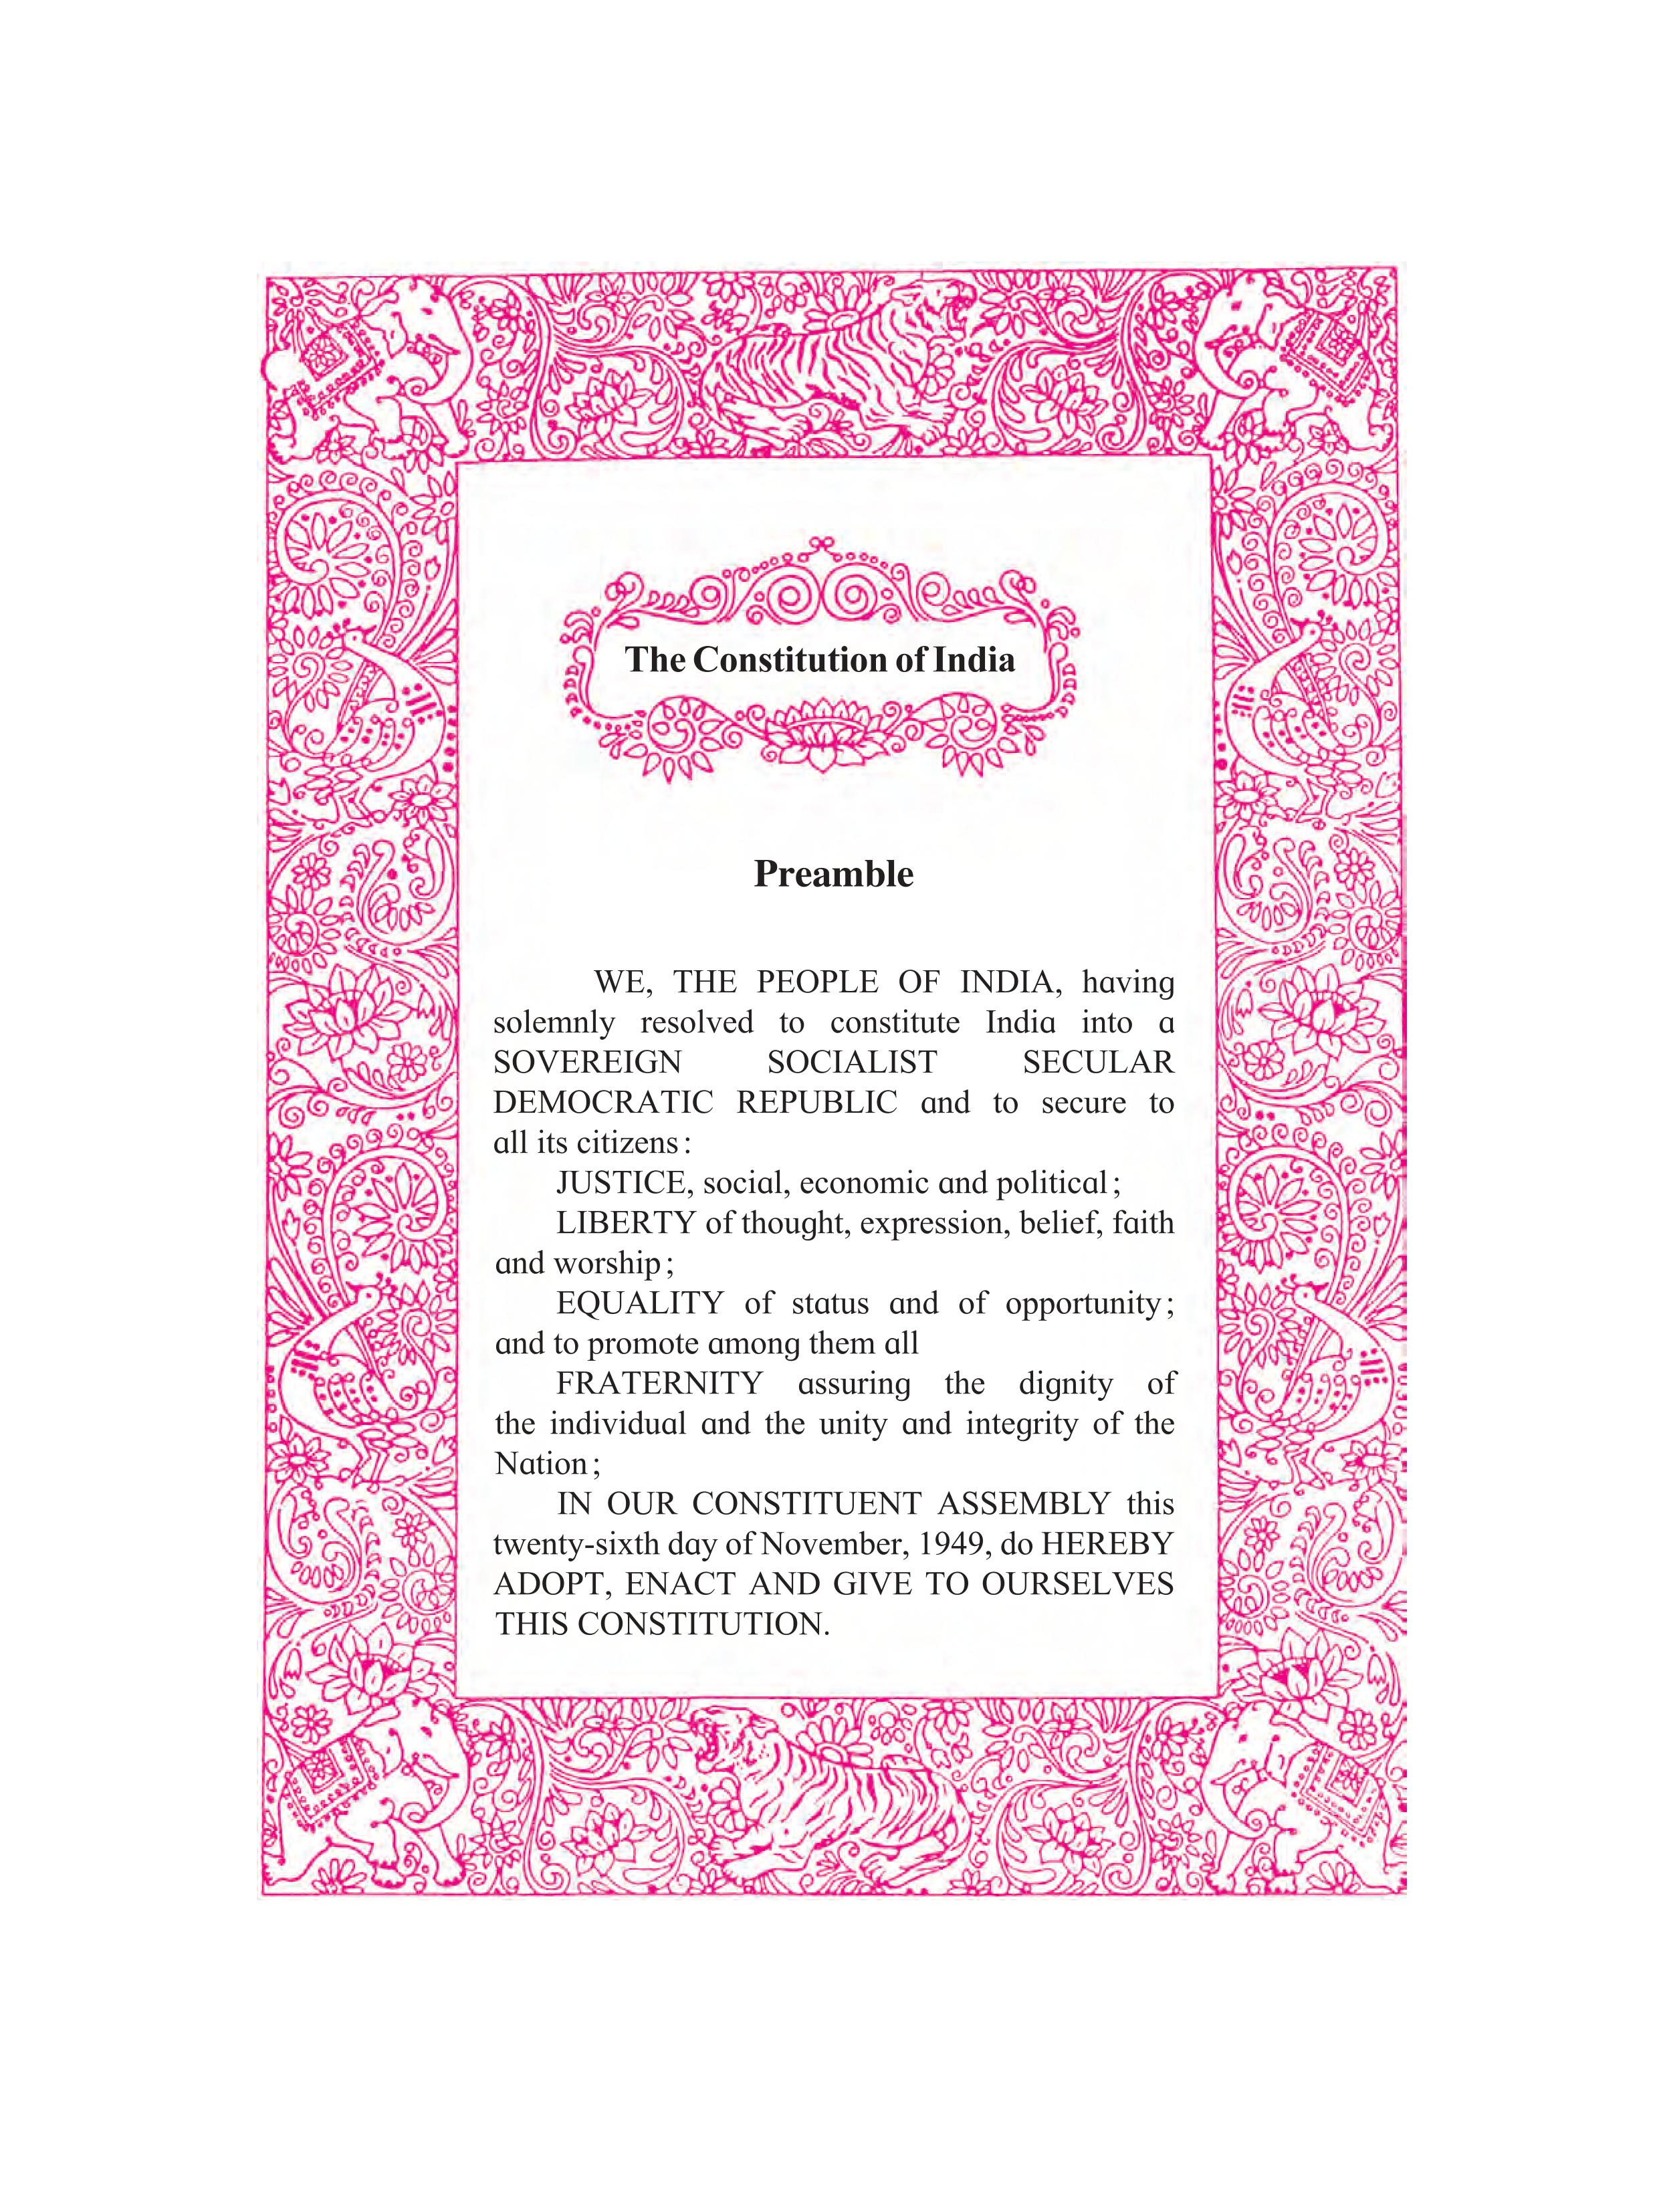 The Constitution of India
Preamble
WE, THE PEOPLE OF INDIA, having
solemnly resolved to constitute India into a
SOVEREIGN SOCIALIST SECULAR
DEMOCRATIC REPUBLIC and to secure to
all its citizens :
JUSTICE, social, economic and political ;
LIBERTY of thought, expression, belief, faith
and worship ;
EQUALITY of status and of opportunity ;
and to promote among them all
FRATERNITY assuring the dignity of
the individual and the unity and integrity of the
Nation ;
IN OUR CONSTITUENT ASSEMBLY this
twenty-sixth day of November, 1949, do HEREBY
ADOPT, ENACT AND GIVE TO OURSELVES
THIS CONSTITUTION.